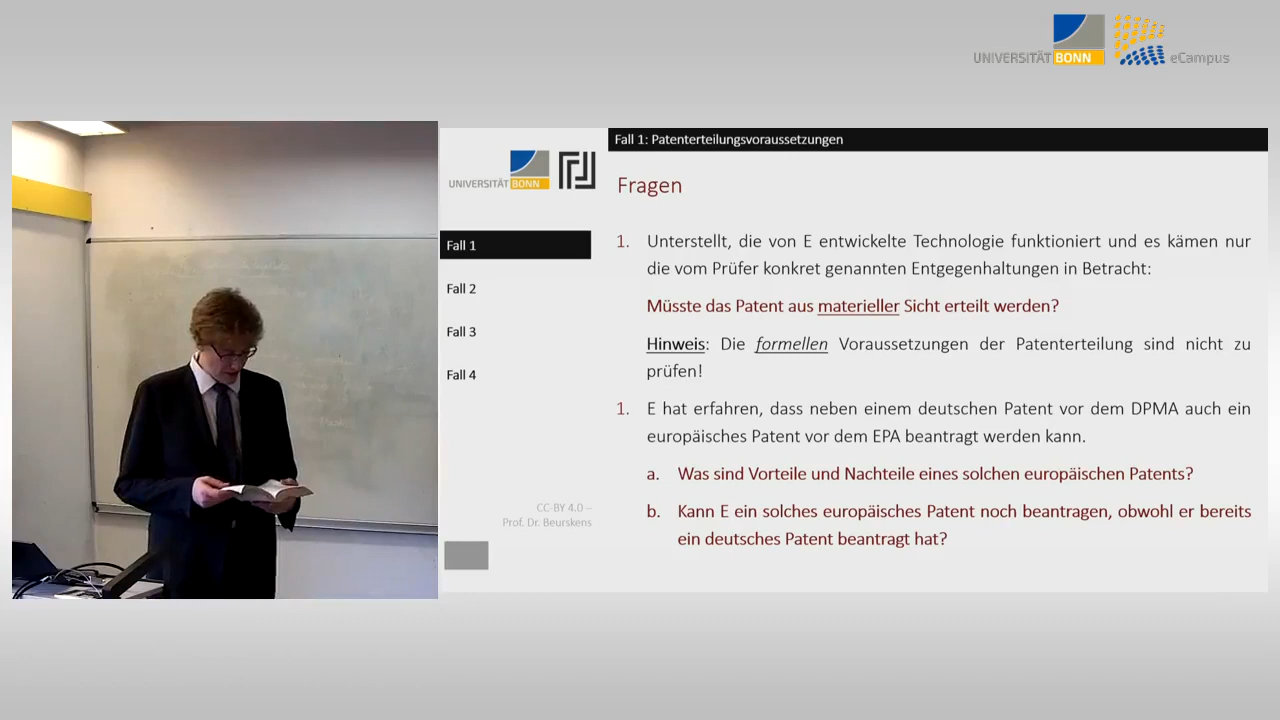 UNIVERSITÄT BONN
eCampus
Fall 1: Patenterteilungsvoraussetzungen
UNIVERSITÄT BONN
Fragen
Fall 1
Fall 2
Fall 3
Fall 4
1. Unterstellt, die von E entwickelte Technologie funktioniert und es kämen nur
die vom Prüfer konkret genannten Entgegenhaltungen in Betracht:
Müsste das Patent aus materieller Sicht erteilt werden?
Hinweis: Die formellen Voraussetzungen der Patenterteilung sind nicht zu
prüfen!
1. E hat erfahren, dass neben einem deutschen Patent vor dem DPMA auch ein
europäisches Patent vor dem EPA beantragt werden kann.
a. Was sind Vorteile und Nachteile eines solchen europäischen Patents?
b. Kann E ein solches europäisches Patent noch beantragen, obwohl er bereits
ein deutsches Patent beantragt hat?
CC-BY 4.0 –
Prof. Dr. Beurskens